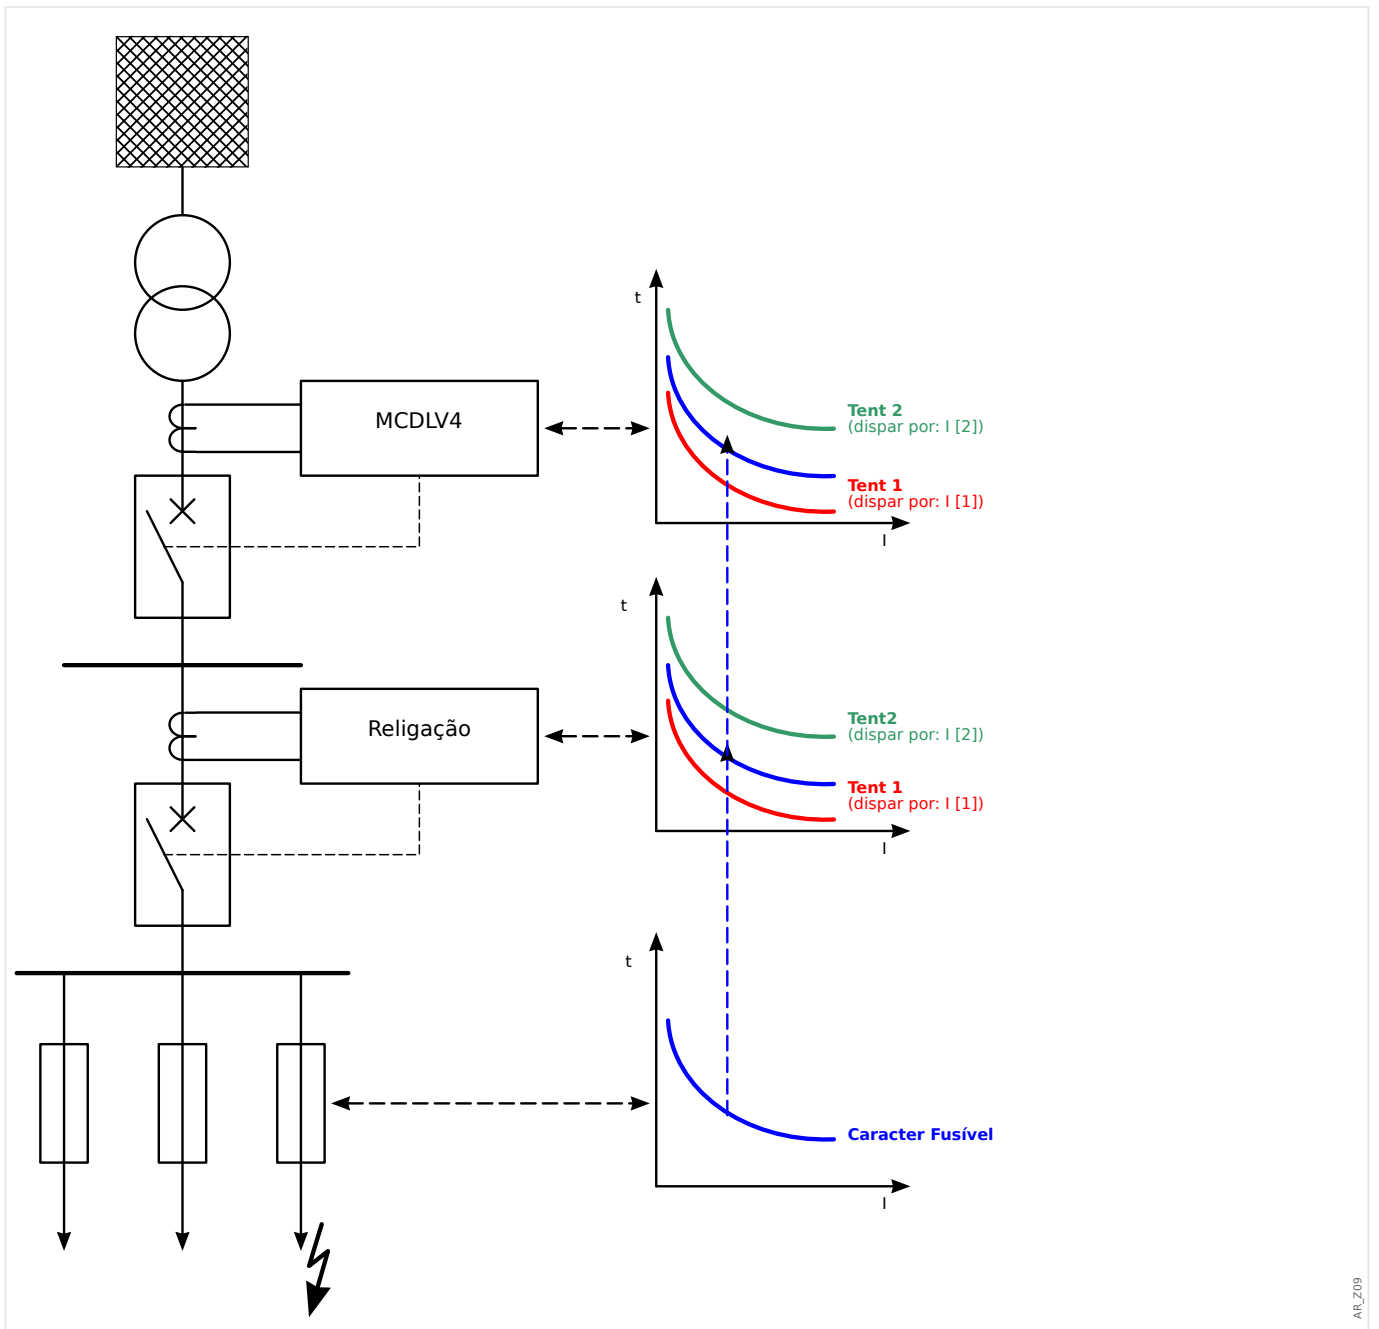 t
MCDLV4
Tent 2
(dispar por: I [2])
Tent 1
(dispar por: I [1])
I
t
Religação
Tent2
(dispar por: I [2])
Tent 1
(dispar por: I [1])
I
t
Caracter Fusível
I
AR_Z09